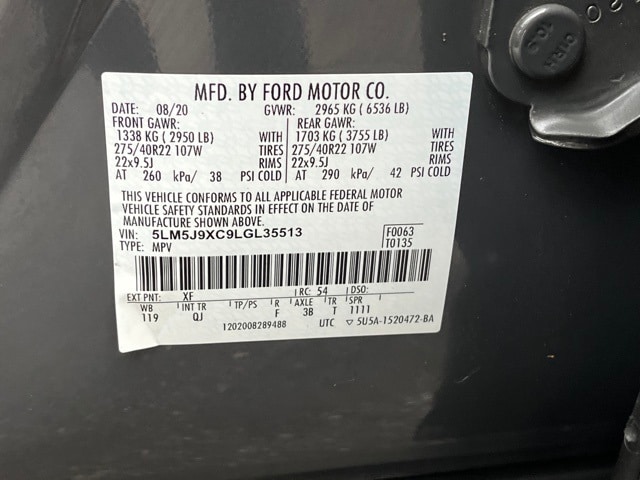 MFD. BY FORD MOTOR CO.
DATE: 08/20 GVWR: 2965 KG ( 6536 LB)
FRONT GAWR: REAR GAWR:
1338 KG ( 2950 LB) WITH 1703 KG ( 3755 LB) WITH
275/40R22 107W TIRES 275/40R22 107W TIRES
22x9.5J RIMS 22x9.5J RIMS
AT 260 kPa/ 38 PSI COLD AT 290 kPa/ 42 PSI COLD
THIS VEHICLE CONFORMS TO ALL APPLICABLE FEDERAL MOTOR
VEHICLE SAFETY STANDARDS IN EFFECT ON THE DATE OF
MANUFACTURE SHOWN ABOVE.
VIN: 5LM5J9XC9LGL35513 F0063
TYPE: MPV T0135
EXT PNT: XF RC: 54 DSO:
WB INT TR TP/PS R AXLE TR SPR
119 QJ F 3B T 1111
120200828948​8 UTC ▽ 5U5A-1520472-BA